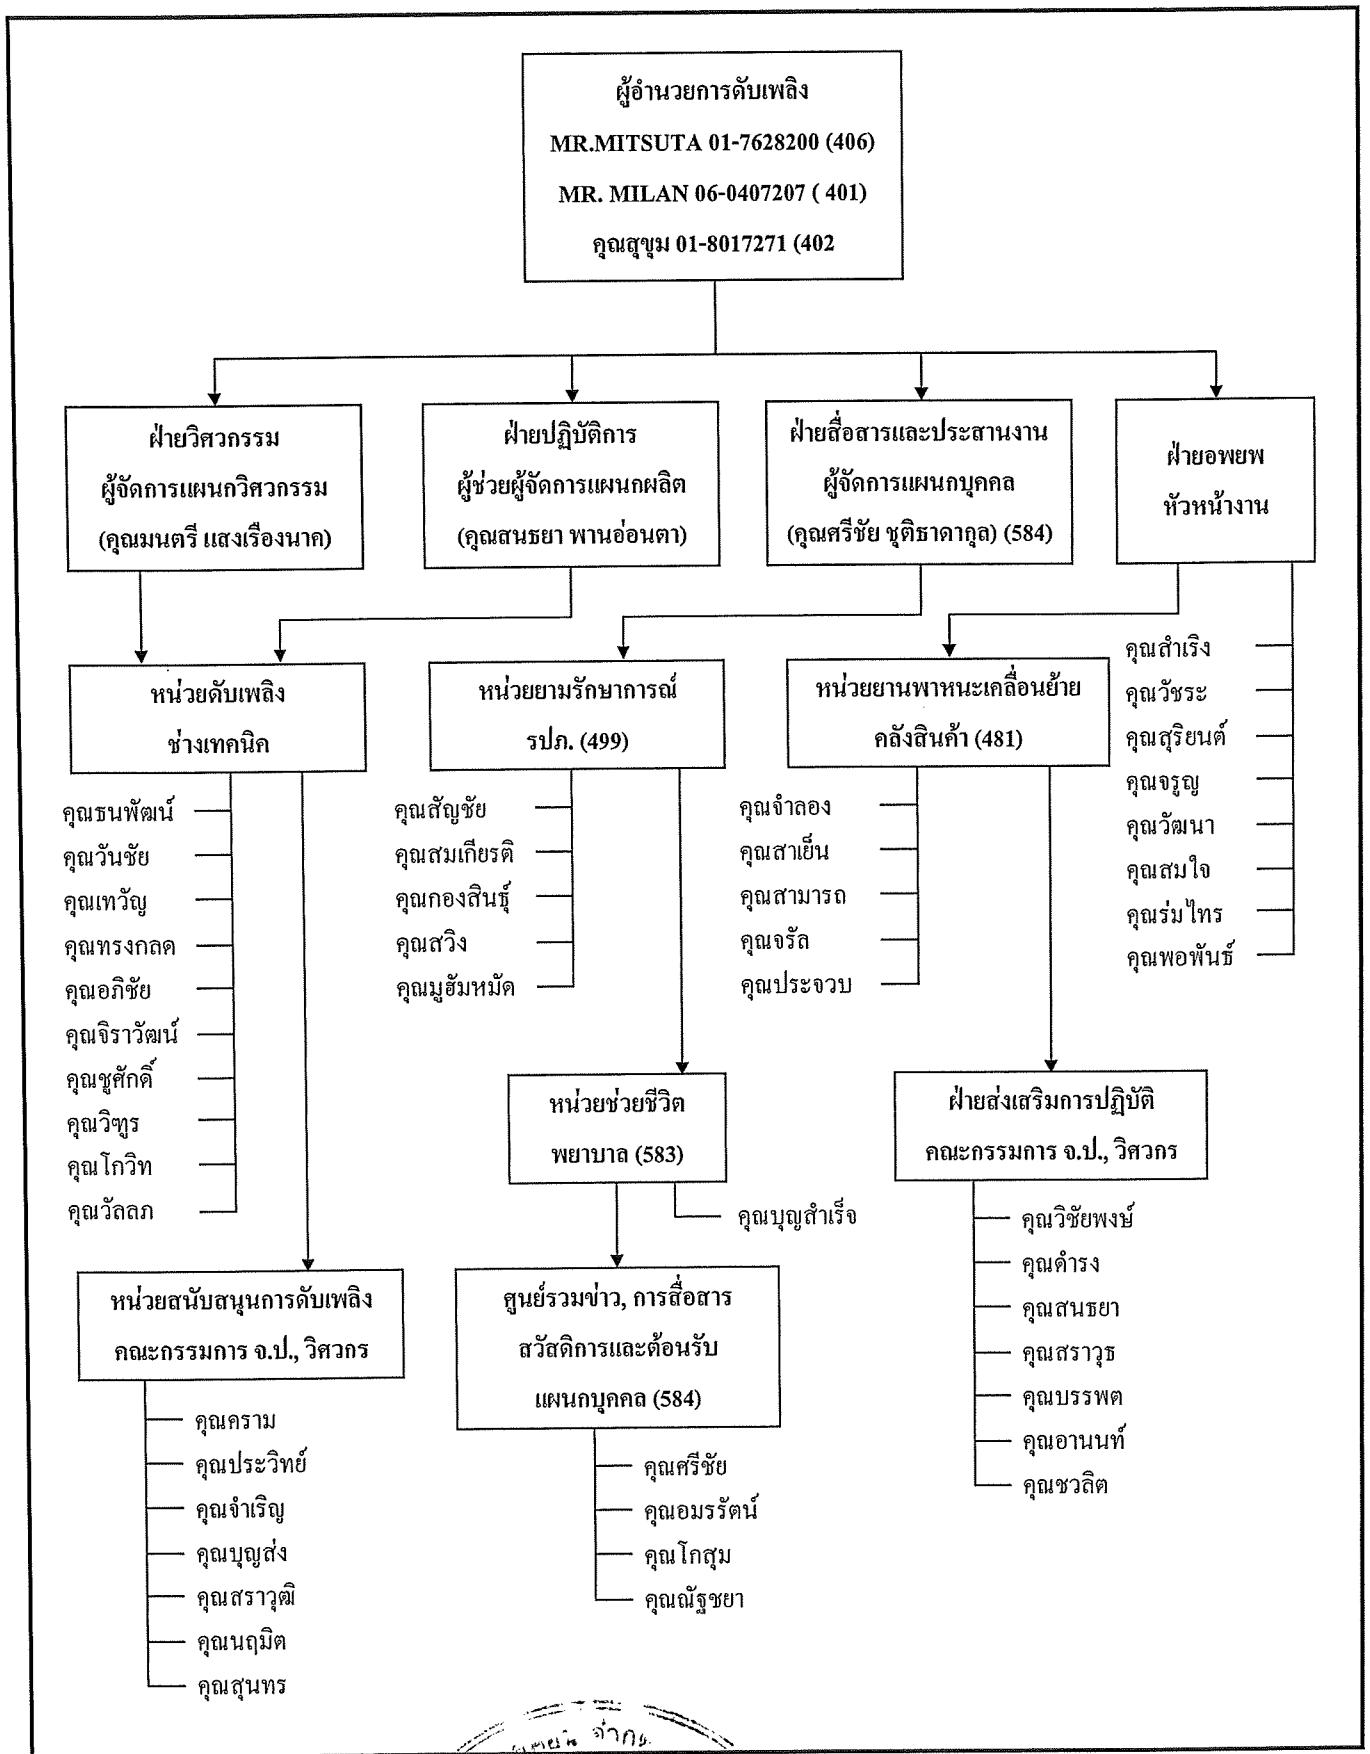 ผู้อำนวยการดับเพลิง
MR.MITSUTA 01-7628200 (406)
MR. MILAN 06-0407207 ( 401)
คุณสุขุม 01-8017271 (402
ฝ่ายวิศวกรรม
ผู้จัดการแผนกวิศวกรรม
(คุณมนตรี แสงเรืองนาค)
ฝ่ายปฏิบัติการ
ผู้ช่วยผู้จัดการแผนกผลิต
(คุณสนธยา พานอ่อนตา)
ฝ่ายสื่อสารและประสานงาน
ผู้จัดการแผนกบุคคล
(คุณศรีชัย ชุติธาดากุล) (584)
ฝ่ายอพยพ
หัวหน้างาน
คุณสำเริง
คุณวัชระ
คุณสุริยนต์
คุณจรูญ
คุณวัฒนา
คุณสมใจ
คุณร่มไทร
คุณพอพันธ์
หน่วยดับเพลิง
ช่างเทคนิค
คุณธนพัฒน์
คุณวันชัย
คุณเทวัญ
คุณทรงกลด
คุณอภิชัย
คุณจิราวัฒน์
คุณชูศักดิ์
คุณวิฑูร
คุณโกวิท
คุณวัลลภ
หน่วยยามรักษาการณ์
รปภ. (499)
คุณสัญชัย
คุณสมเกียรติ
คุณกองสินธุ์
คุณสวิง
คุณมูฮัมหมัด
หน่วยยานพาหนะเคลื่อนย้าย
คลังสินค้า (481)
คุณจำลอง
คุณสาเย็น
คุณสามารถ
คุณจรัล
คุณประจวบ
หน่วยช่วยชีวิต
พยาบาล (583)
คุณบุญสำเร็จ
ฝ่ายส่งเสริมการปฏิบัติ
คณะกรรมการ จ.ป., วิศวกร
คุณวิชัยพงษ์
คุณดำรง
คุณสนธยา
คุณสราวุธ
คุณบรรพต
คุณอานนท์
คุณชวลิต
หน่วยสนับสนุนการดับเพลิง
คณะกรรมการ จ.ป., วิศวกร
คุณคราม
คุณประวิทย์
คุณจำเริญ
คุณบุญส่ง
คุณสราวุฒิ
คุณนฤมิต
คุณสุนทร
ศูนย์รวมข่าว, การสื่อสาร
สวัสดิการและต้อนรับ
แผนกบุคคล (584)
คุณศรีชัย
คุณอมรรัตน์
คุณโกสุม
คุณณัฐชยา